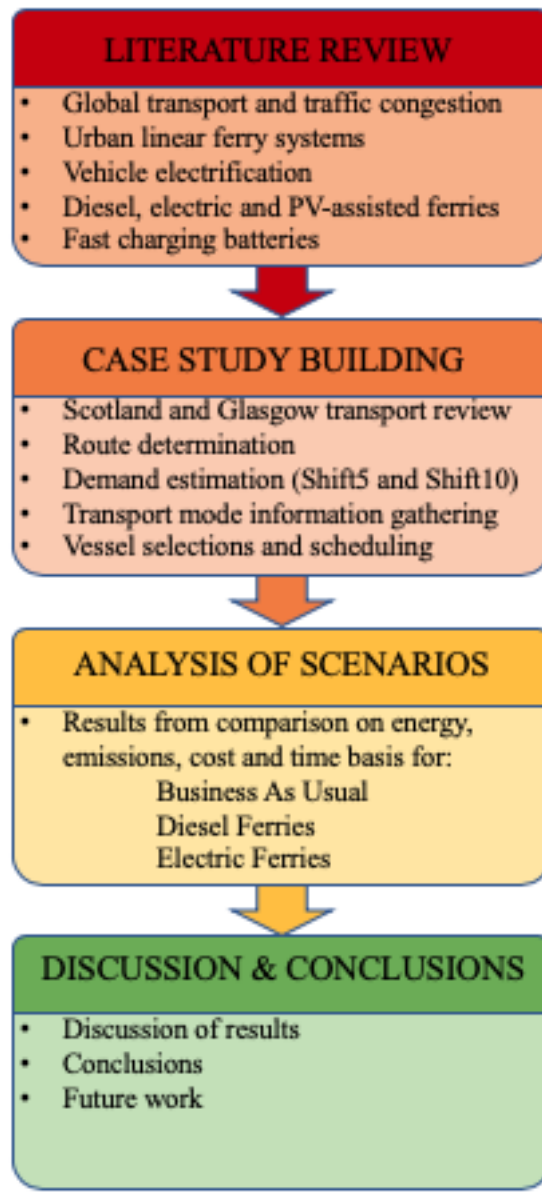 LITERATURE REVIEW
• Global transport and traffic congestion
• Urban linear ferry systems
• Vehicle electrification
• Diesel, electric and PV-assisted ferries
• Fast charging batteries
CASE STUDY BUILDING
• Scotland and Glasgow transport review
• Route determination
• Demand estimation (Shift5 and Shift10)
• Transport mode information gathering
• Vessel selections and scheduling
ANALYSIS OF SCENARIOS
• Results from comparison on energy,
emissions, cost and time basis for:
Business As Usual
Diesel Ferries
Electric Ferries
DISCUSSION & CONCLUSIONS
• Discussion of results
• Conclusions
• Future work